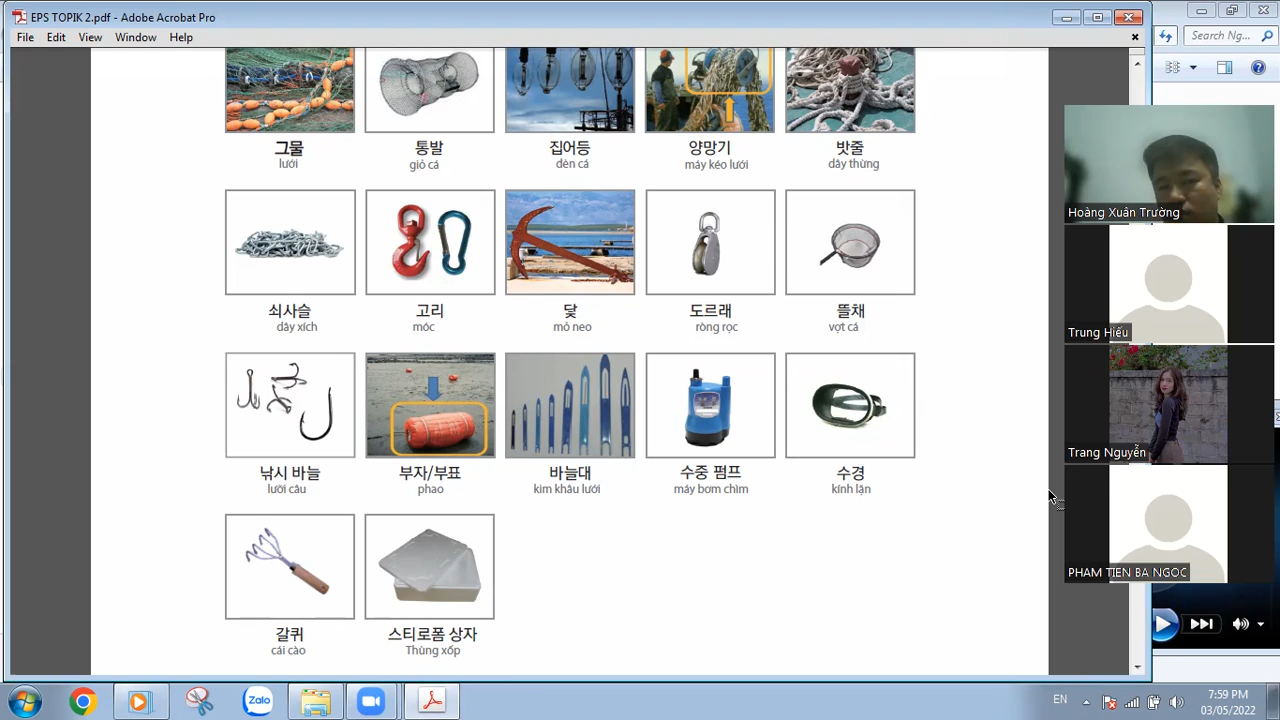 EPS TOPIK 2.pdf - Adobe Acrobat Pro
File Edit View Window Help
Search Ng...
그물 통발 집어등 양망기 밧줄
lưới giỏ cá đèn cá máy kéo lưới dây thừng
쇠사슬 고리 닻 도르래 뜰채
dây xích móc mỏ neo ròng rọc vợt cá
낚시 바늘 부자/부표 바늘대 수중 펌프 수경
lưỡi câu phao kim khâu lưới máy bơm chìm kính lặn
갈퀴 스티로폼 상자
cái cào Thùng xốp
Hoàng Xuân Trường
Trung Hiếu
Trang Nguyễn
PHAM TIEN BA NGOC
Zalo
EN
7:59 PM
03/05/2022